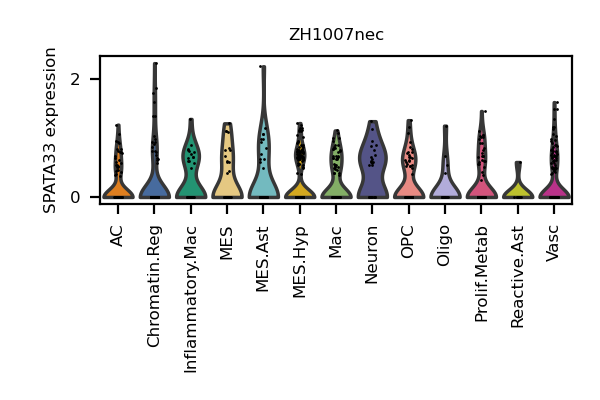 ZH1007nec
SPATA33 expression
2
0
AC
Chromatin.Reg
Inflammatory.Mac
MES
MES.Ast
MES.Hyp
Mac
Neuron
OPC
Oligo
Prolif.Metab
Reactive.Ast
Vasc